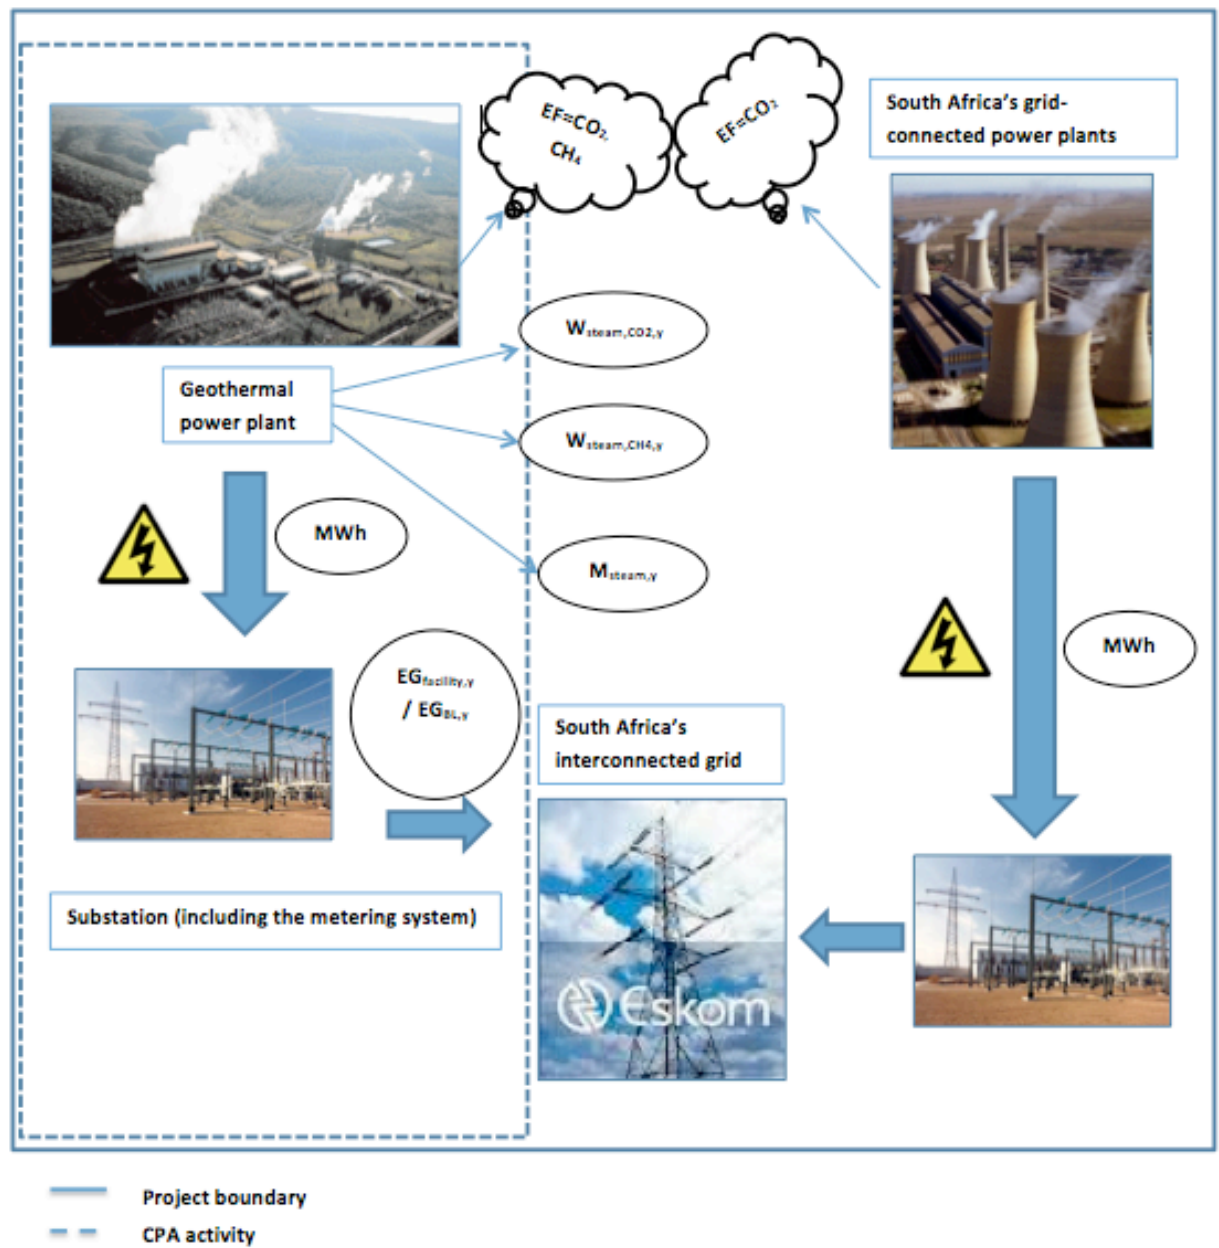 EF=CO₂,
CH₄
EF=CO₂
South Africa's grid-
connected power plants
Wsteam,CO2,y
Geothermal
power plant
Wsteam,CH4,y
MWh
Msteam,y
MWh
EGfacility,y
/ EGBL,y
South Africa's
interconnected grid
Substation (including the metering system)
Eskom
Project boundary
CPA activity